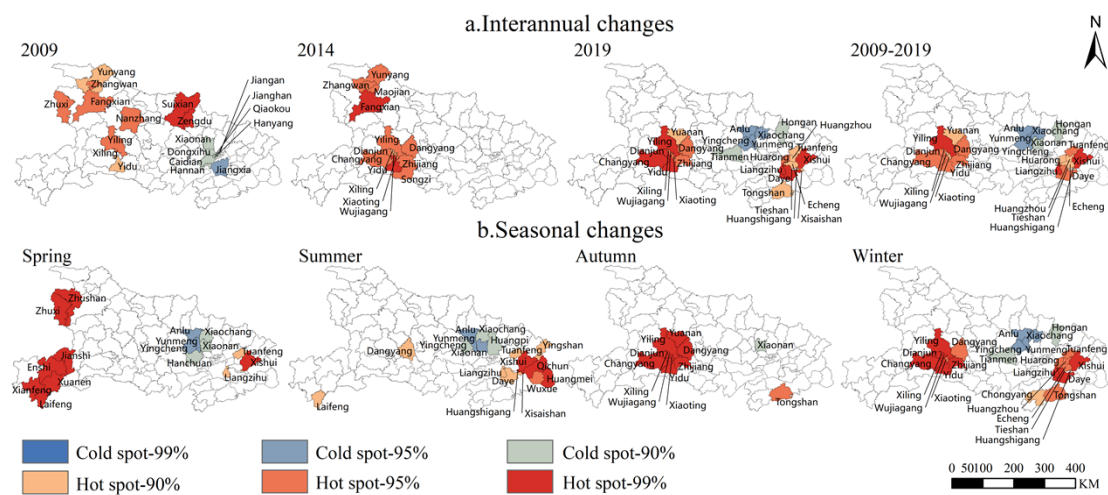 a.Interannual changes
N
2009
Yunyang
Zhangwan
Zhuxi
Fangxian
Suixian
Zengdu
Nanzhang
Yiling
Xiling
Yidu
Jiangan
Jianghan
Qiaokou
Hanyang
Xiaonan
Dongxihu
Caidian
Hannan
Jiangxia
2014
Yunyang
Zhangwan
Maojian
Fangxian
Yiling
Dianjun
Dangyang
Changyang
Zhijiang
Yidu
Songzi
Xiling
Xiaoting
Wujiagang
2019
Hongan
Anlu
Xiaochang
Huangzhou
Yuanan
Yingcheng
Yunmeng
Yiling
Tuanfeng
Dianjun
Dangyang
Tianmen
Huarong
Xishui
Changyang
Zhijiang
Liangzihu
Yidu
Daye
Xiling
Tongshan
Echeng
Wujiagang
Xiaoting
Tieshan
Xisaishan
Huangshigang
2009-2019
Hongan
Anlu
Xiaochang
Yuanan
Yunmeng
Xiaonan
Yiling
Yingcheng
Tuanfeng
Dianjun
Dangyang
Huarong
Xishui
Changyang
Zhijiang
Liangzihu
Daye
Yidu
Xiling
Xiaoting
Huangzhou
Echeng
Wujiagang
Tieshan
Huangshigang
b.Seasonal changes
Spring
Zhushan
Zhuxi
Anlu
Xiaochang
Yunmeng
Xiaonan
Yingcheng
Tuanfeng
Jianshi
Hanchuan
Xishui
Enshi
Liangzihu
Xuanen
Xianfeng
Laifeng
Summer
Anlu
Xiaochang
Yunmeng
Huangpi
Yingcheng
Xiaonan
Tuanfeng
Yingshan
Dangyang
Xishui
Qichun
Liangzihu
Huangmei
Daye
Wuxue
Laifeng
Huangshigang
Xisaishan
Autumn
Yuanan
Yiling
Xiaonan
Dianjun
Dangyang
Changyang
Zhijiang
Yidu
Xiling
Wujiagang
Xiaoting
Tongshan
Winter
Hongan
Anlu
Xiaochang
Yiling
Dangyang
Yingcheng
Yunmeng
Tuanfeng
Dianjun
Tianmen
Huarong
Xishui
Changyang
Zhijiang
Liangzihu
Yidu
Daye
Xiling
Xiaoting
Chongyang
Tongshan
Wujiagang
Huangzhou
Echeng
Tieshan
Huangshigang
Cold spot-99%
Cold spot-95%
Cold spot-90%
Hot spot-90%
Hot spot-95%
Hot spot-99%
0 50100 200 300 400
KM